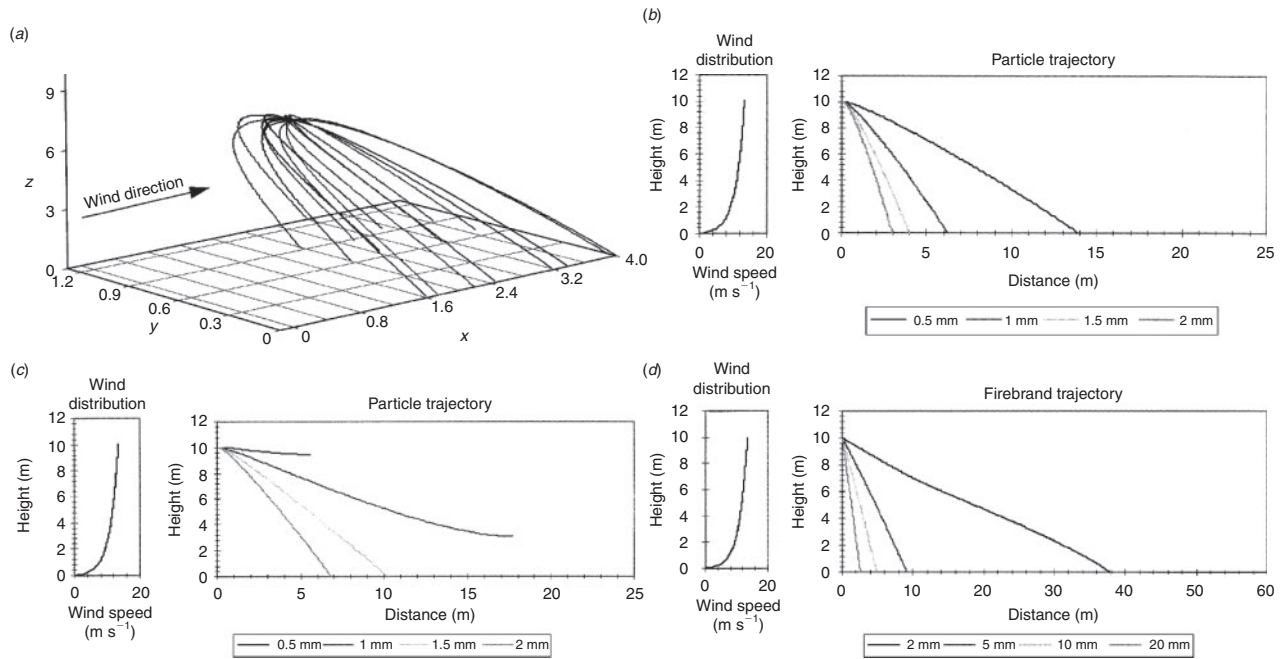 (a)
9
6
z
3
0
Wind direction
1.2
0.9
0.6
0.3
0
y
0
0.8
1.6
2.4
3.2
4.0
x
(b)
Wind
distribution
Particle trajectory
12
10
8
6
4
2
0
Height (m)
0
20
Wind speed
(m s⁻¹)
12
10
8
6
4
2
0
Height (m)
0
5
10
15
20
25
Distance (m)
0.5 mm 1 mm 1.5 mm 2 mm
(c)
Wind
distribution
Particle trajectory
12
10
8
6
4
2
0
Height (m)
0
20
Wind speed
(m s⁻¹)
12
10
8
6
4
2
0
Height (m)
0
5
10
15
20
25
Distance (m)
0.5 mm 1 mm 1.5 mm 2 mm
(d)
Wind
distribution
Firebrand trajectory
12
10
8
6
4
2
0
Height (m)
0
20
Wind speed
(m s⁻¹)
12
10
8
6
4
2
0
Height (m)
0
10
20
30
40
50
60
Distance (m)
2 mm 5 mm 10 mm 20 mm